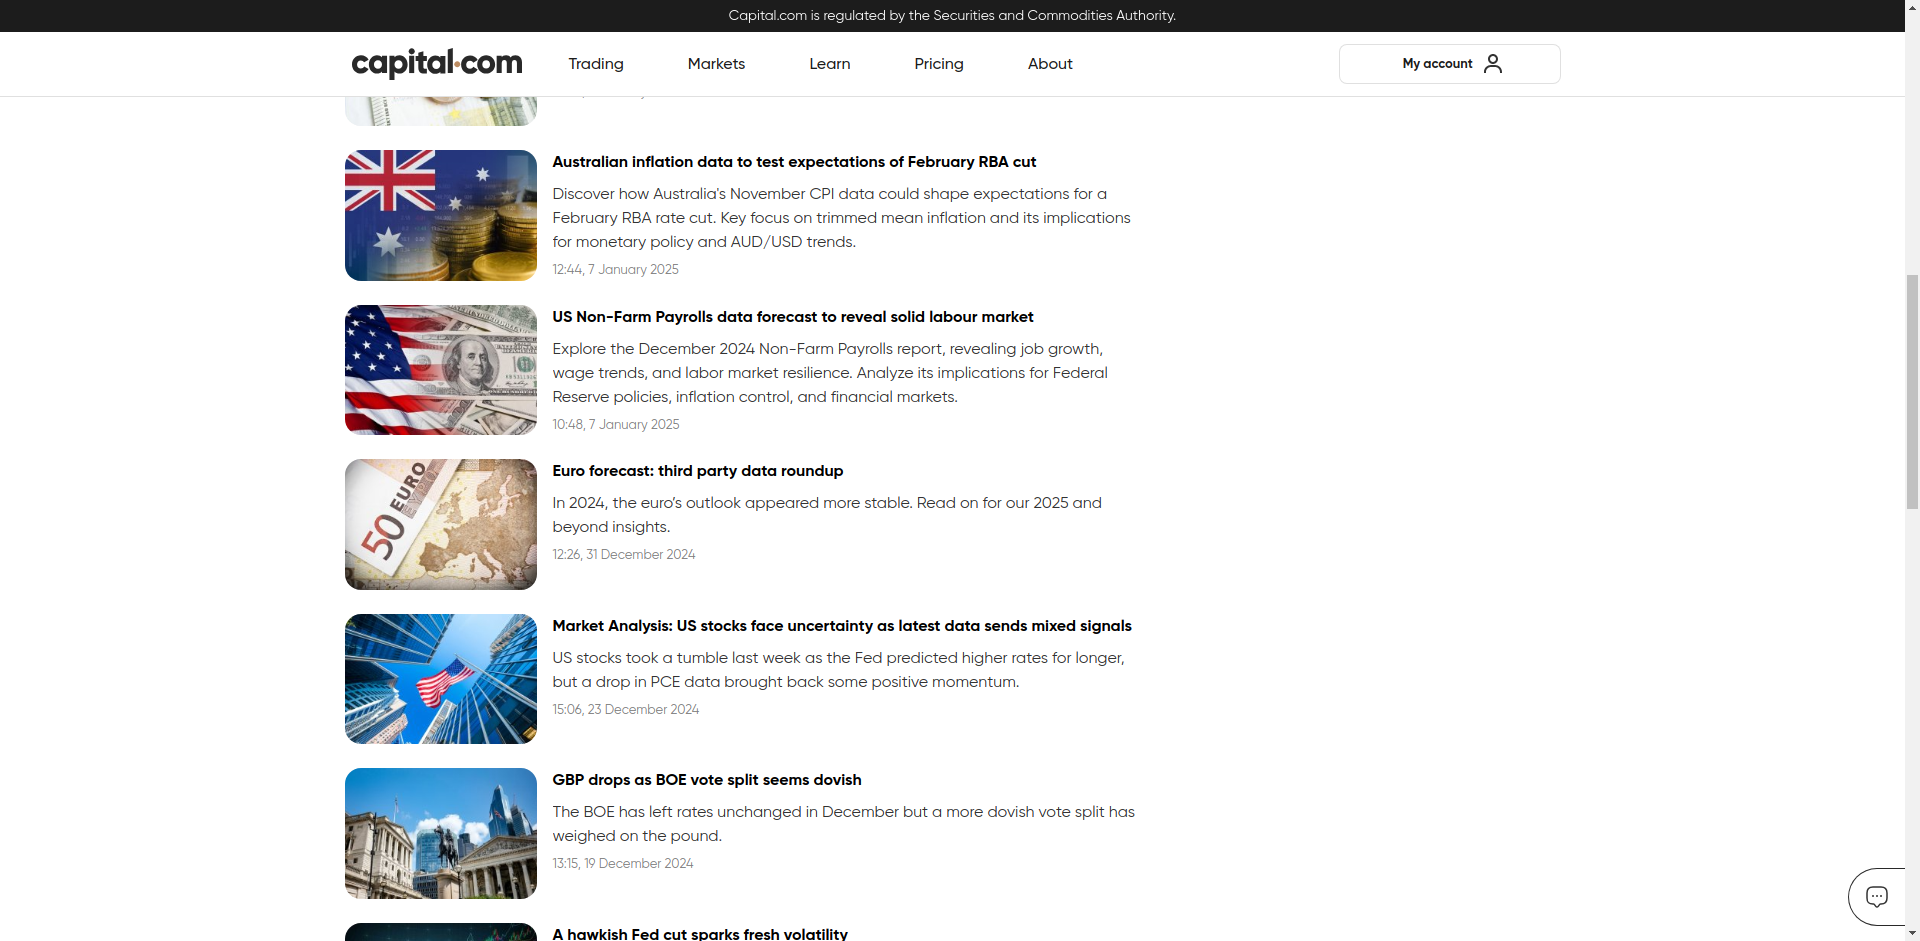 Capital.com is regulated by the Securities and Commodities Authority.
capital.com
Trading
Markets
Learn
Pricing
About
My account
Australian inflation data to test expectations of February RBA cut
Discover how Australia's November CPI data could shape expectations for a
February RBA rate cut. Key focus on trimmed mean inflation and its implications
for monetary policy and AUD/USD trends.
12:44, 7 January 2025
US Non-Farm Payrolls data forecast to reveal solid labour market
Explore the December 2024 Non-Farm Payrolls report, revealing job growth,
wage trends, and labor market resilience. Analyze its implications for Federal
Reserve policies, inflation control, and financial markets.
10:48, 7 January 2025
50 EURO
Euro forecast: third party data roundup
In 2024, the euro’s outlook appeared more stable. Read on for our 2025 and
beyond insights.
12:26, 31 December 2024
Market Analysis: US stocks face uncertainty as latest data sends mixed signals
US stocks took a tumble last week as the Fed predicted higher rates for longer,
but a drop in PCE data brought back some positive momentum.
15:06, 23 December 2024
GBP drops as BOE vote split seems dovish
The BOE has left rates unchanged in December but a more dovish vote split has
weighed on the pound.
13:15, 19 December 2024
A hawkish Fed cut sparks fresh volatility